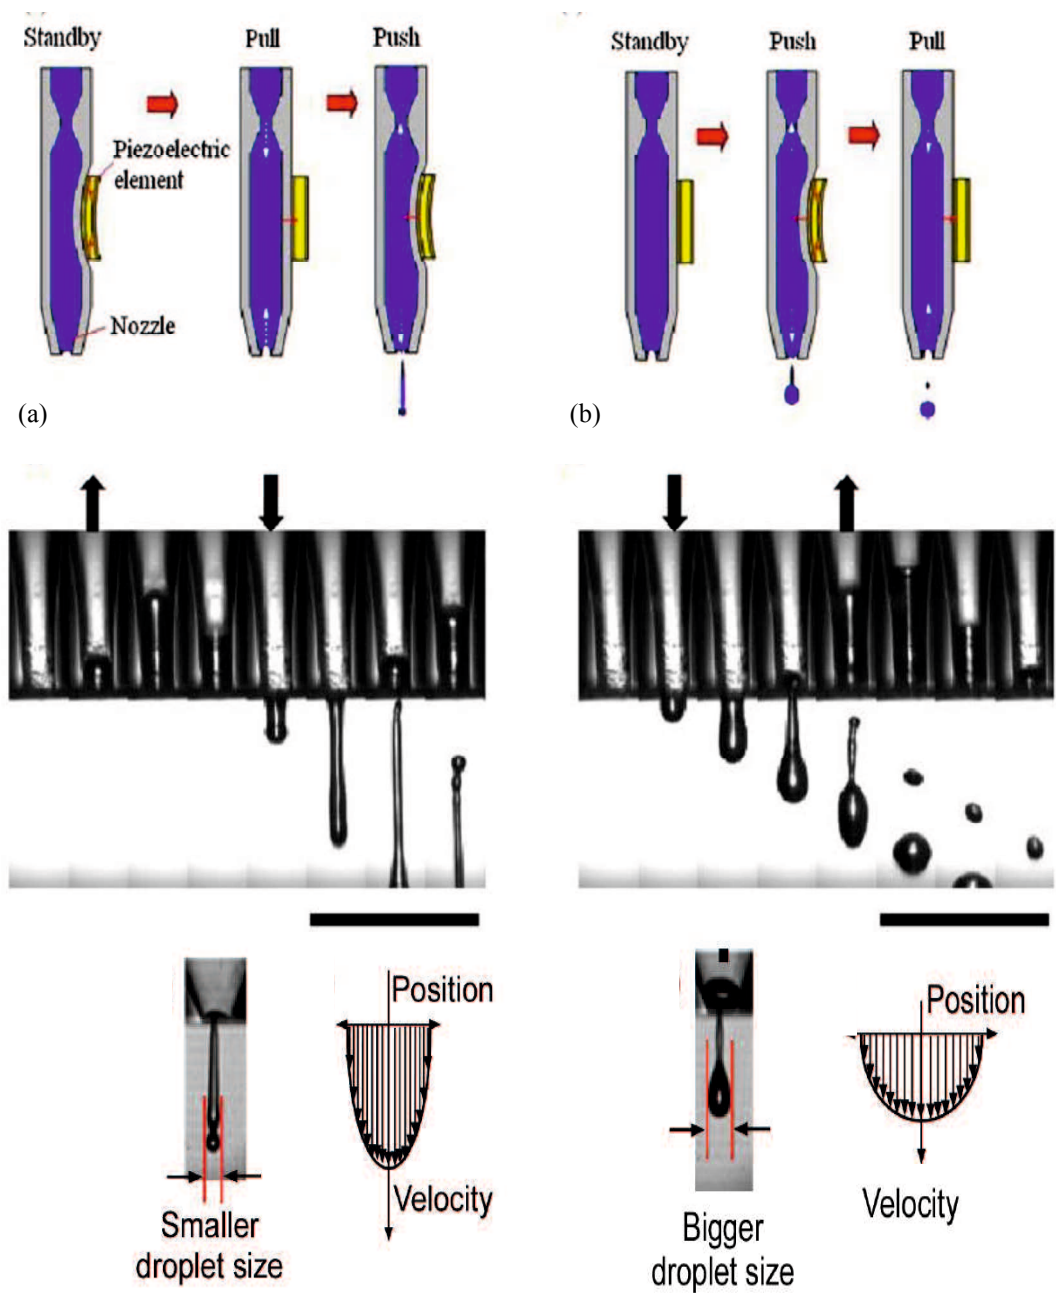 Standby
Pull
Push
Piezoelectric
element
Nozzle
(a)
Standby
Push
Pull
(b)
Position
Velocity
Smaller
droplet size
Position
Velocity
Bigger
droplet size